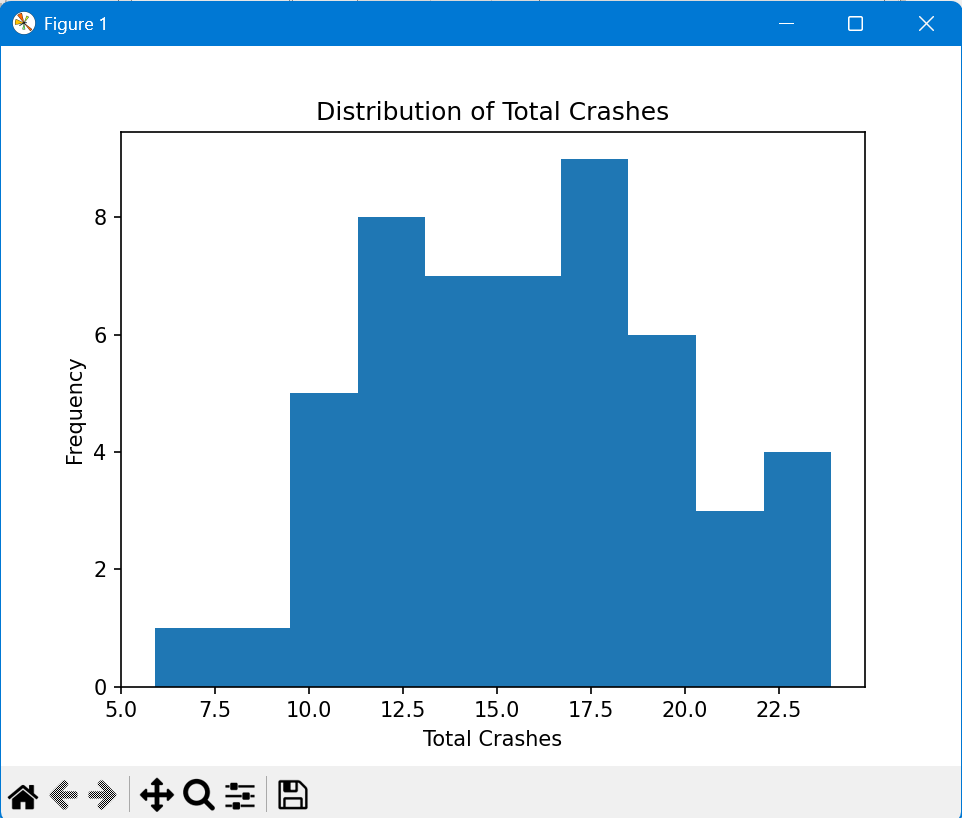 Figure 1
Distribution of Total Crashes
8
6
4
2
0
Frequency
5.0 7.5 10.0 12.5 15.0 17.5 20.0 22.5
Total Crashes